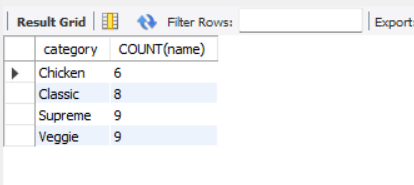 Result Grid Filter Rows: Export:
category COUNT(name)
Chicken 6
Classic 8
Supreme 9
Veggie 9